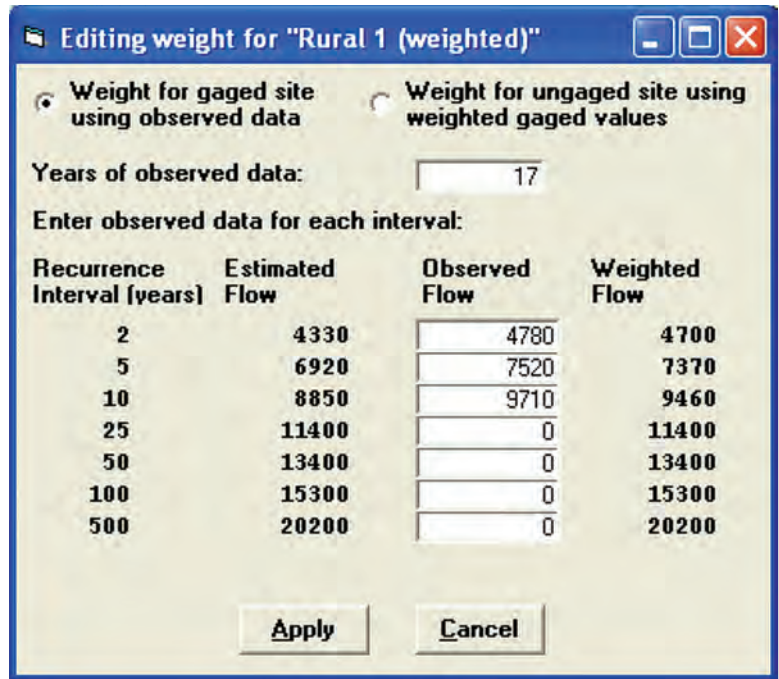 Editing weight for "Rural 1 (weighted)"
Weight for gaged site
using observed data
Weight for ungaged site using
weighted gaged values
Years of observed data: 17
Enter observed data for each interval:
Recurrence Estimated Observed Weighted
Interval (years) Flow Flow Flow
2 4330 4780 4700
5 6920 7520 7370
10 8850 9710 9460
25 11400 0 11400
50 13400 0 13400
100 15300 0 15300
500 20200 0 20200
Apply Cancel